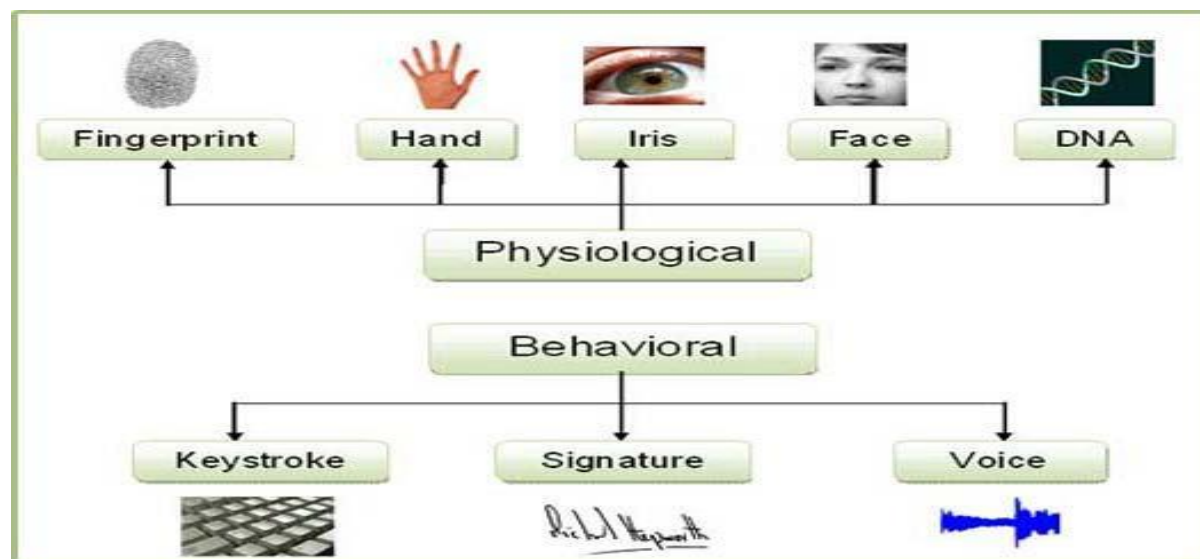 Fingerprint
Hand
Iris
Face
DNA
Physiological
Behavioral
Keystroke
Signature
Voice